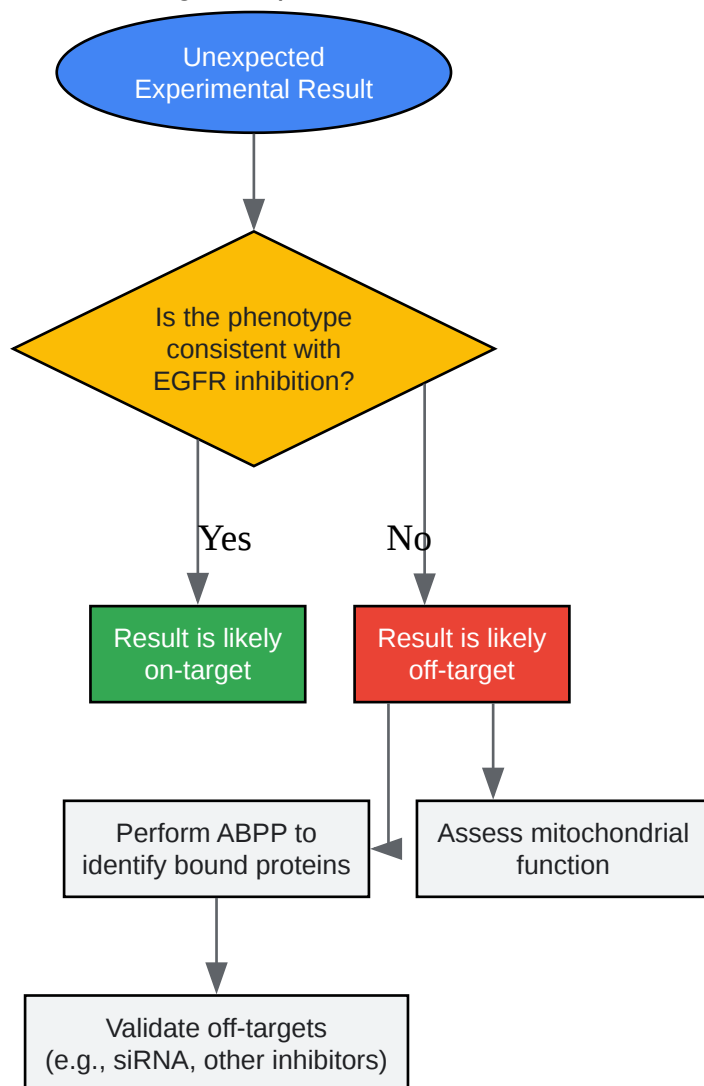 Unexpected
Experimental Result
Is the phenotype
consistent with
EGFR inhibition?
Yes
No
Result is likely
on-target
Result is likely
off-target
Perform ABPP to
identify bound proteins
Assess mitochondrial
function
Validate off-targets
(e.g., siRNA, other inhibitors)